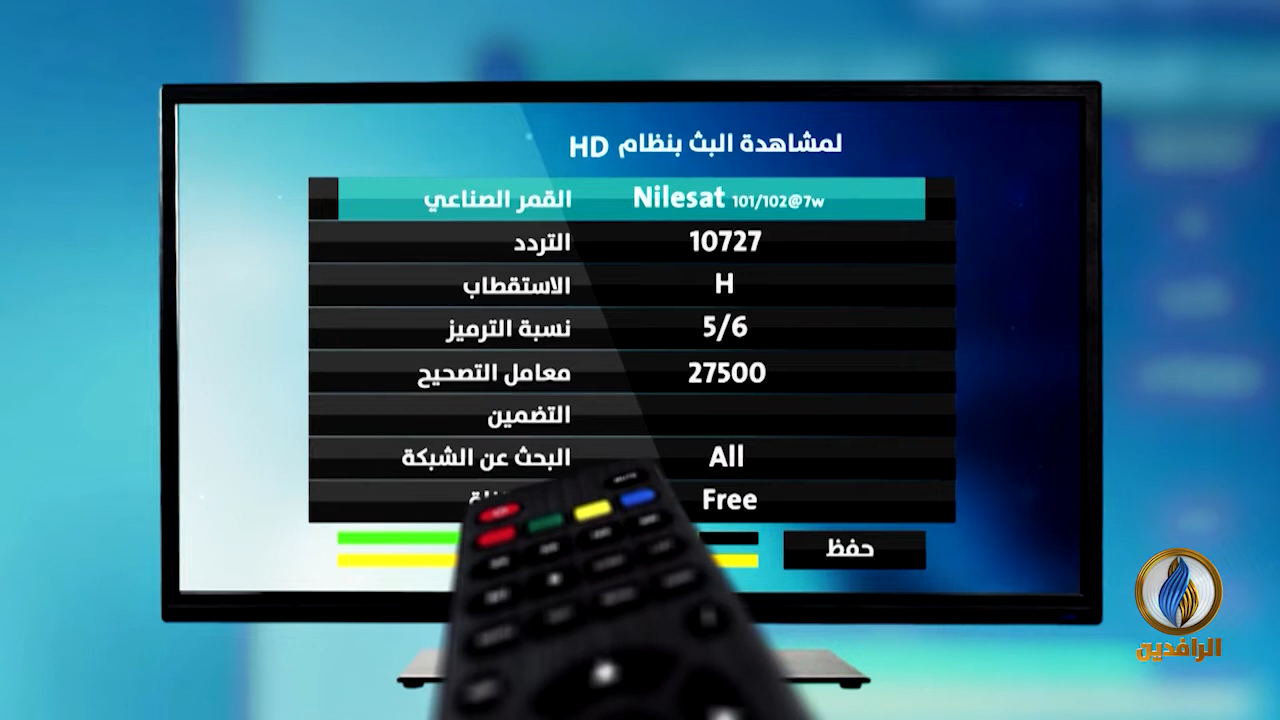 لمشاهدة البث بنظام HD
القمر الصناعي Nilesat 101/102@7w
التردد 10727
الاستقطاب H
نسبة الترميز 5/6
معامل التصحيح 27500
التضمين
البحث عن الشبكة All
Free
حفظ
الرافدين